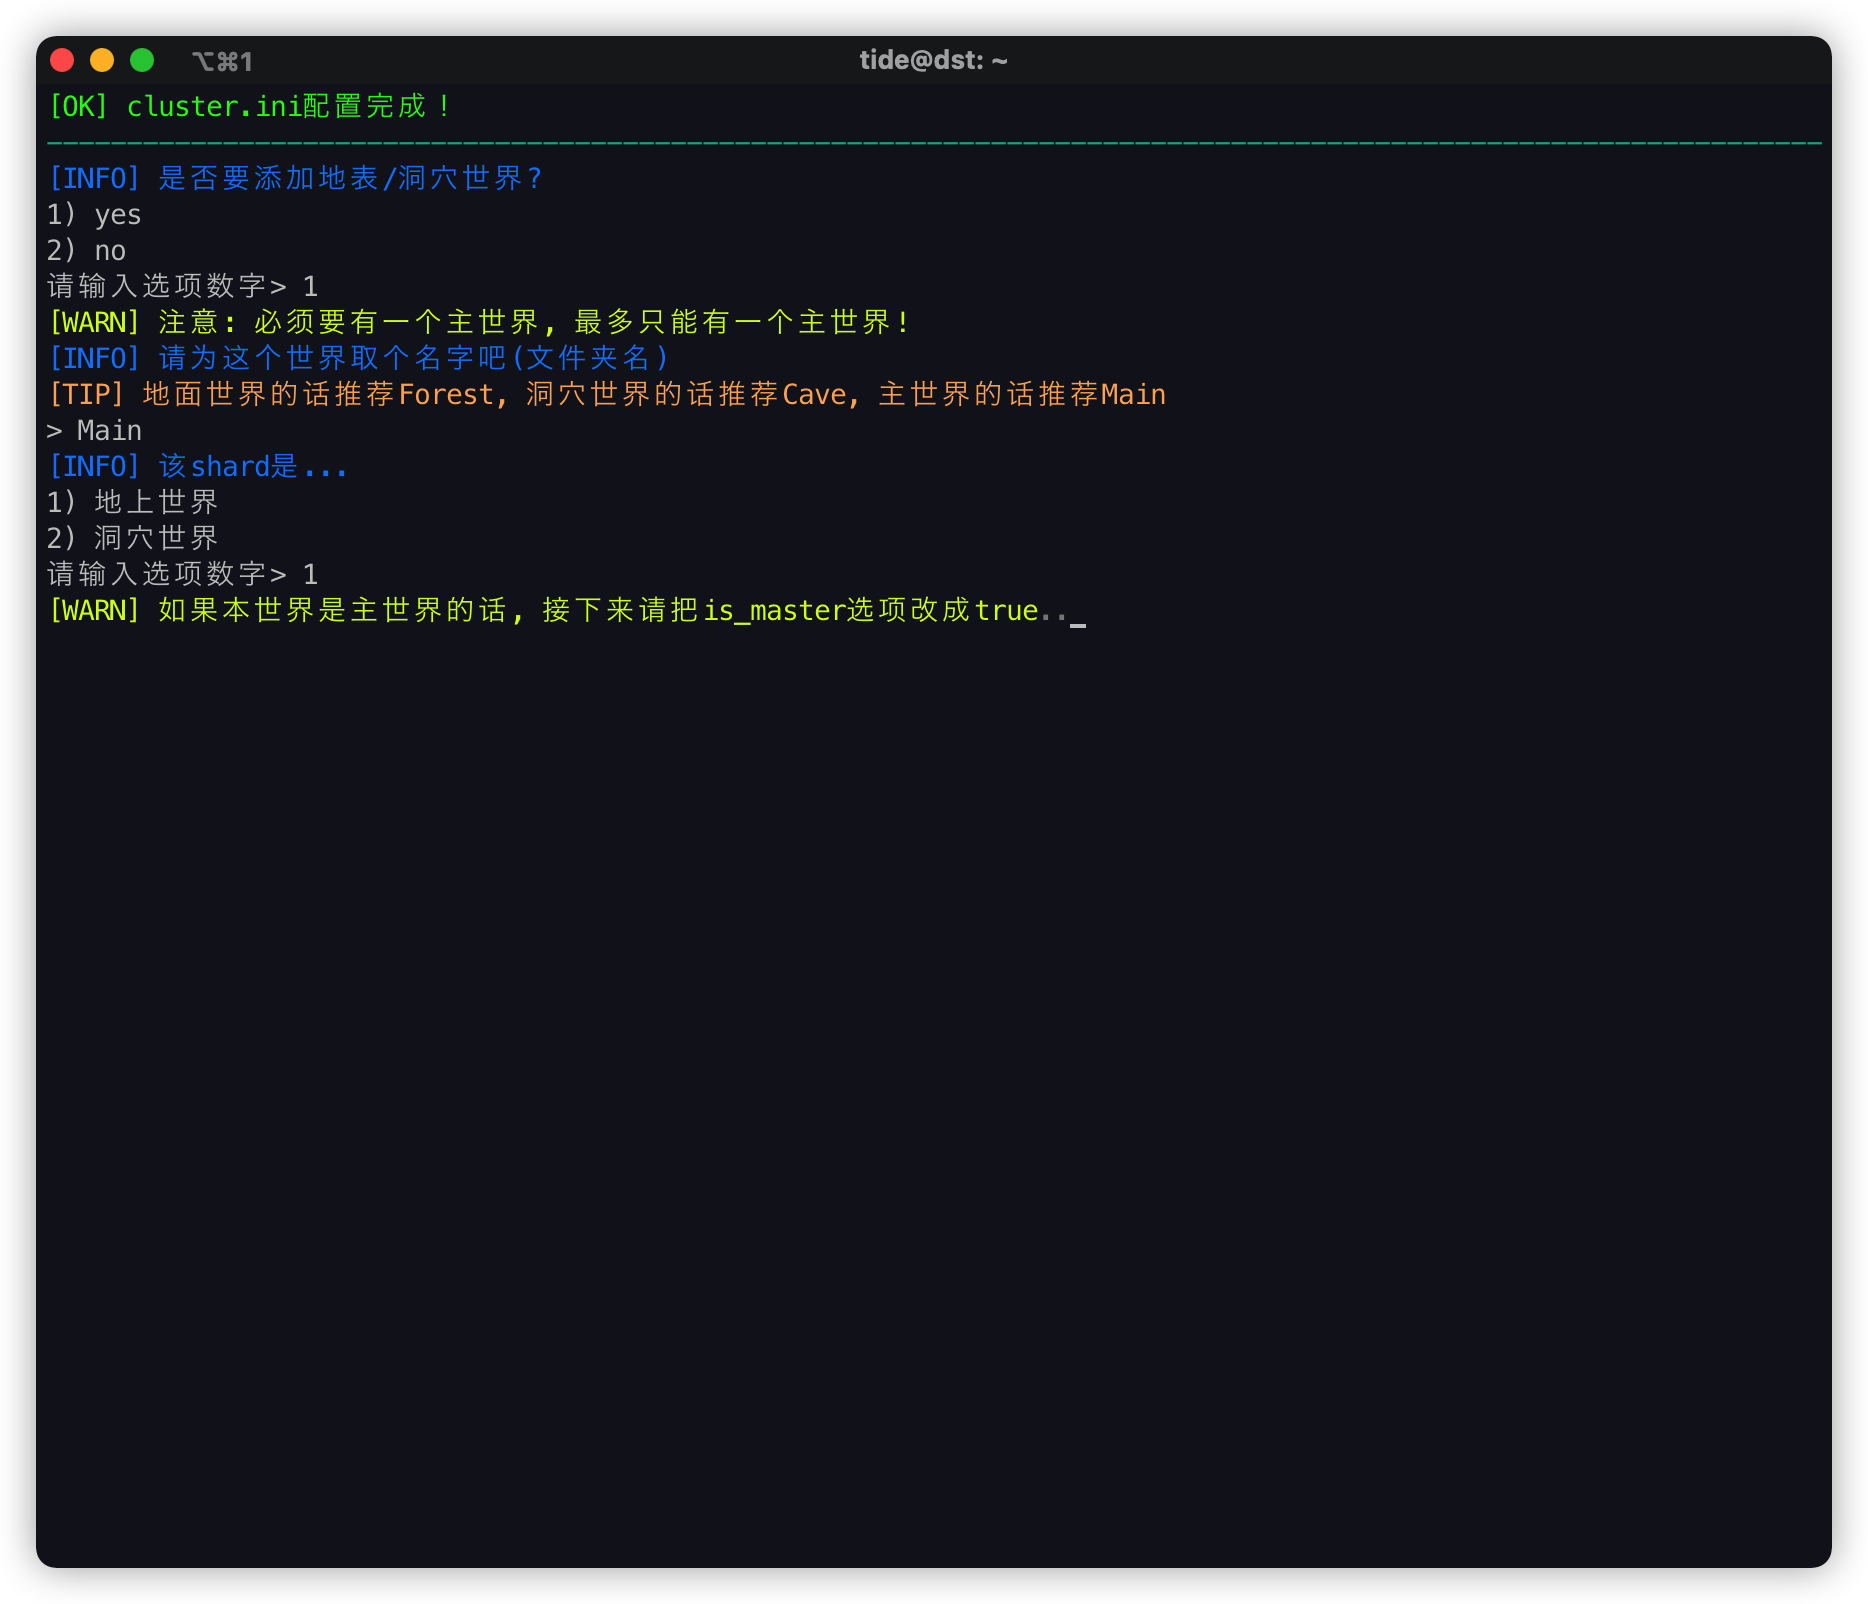 ⌥⌘1
tide@dst: ~
[OK] cluster.ini配置完成！
[INFO] 是否要添加地表/洞穴世界?
1) yes
2) no
请输入选项数字> 1
[WARN] 注意: 必须要有一个主世界, 最多只能有一个主世界!
[INFO] 请为这个世界取个名字吧(文件夹名)
[TIP] 地面世界的话推荐Forest, 洞穴世界的话推荐Cave, 主世界的话推荐Main
> Main
[INFO] 该shard是...
1) 地上世界
2) 洞穴世界
请输入选项数字> 1
[WARN] 如果本世界是主世界的话, 接下来请把is_master选项改成true.._